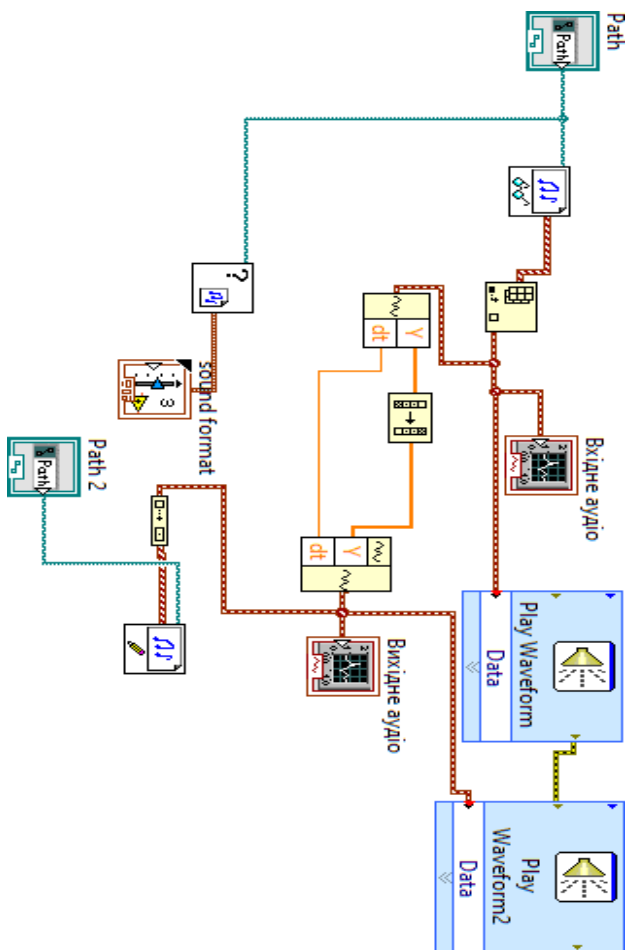 Path
Path
Вхідне аудіо
Play Waveform
Data
Play
Waveform2
Data
Y
dt
Вихідне аудіо
Y
dt
?
sound format
3
Path 2
Path